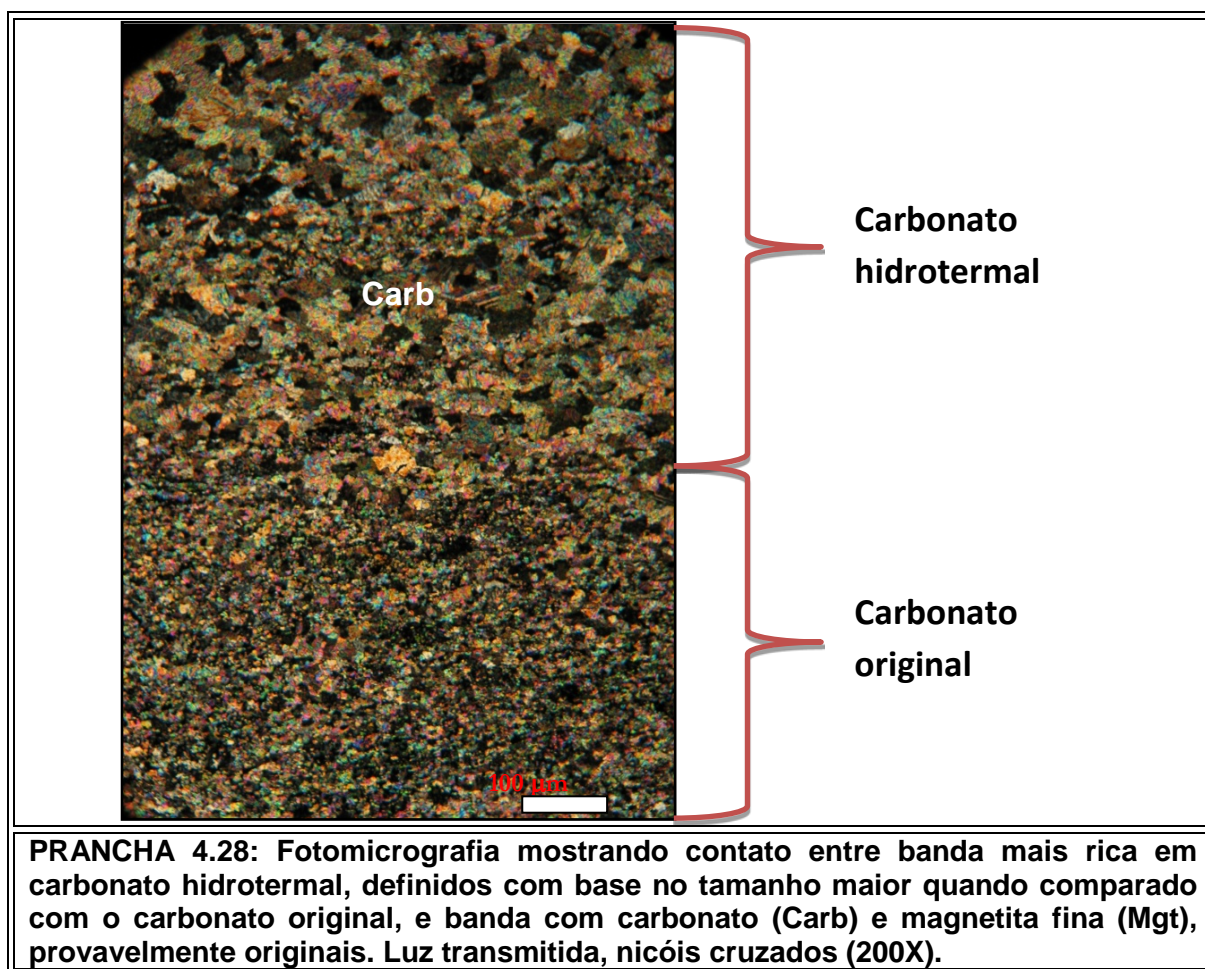 Carbonato
hidrotermal
Carb
Carbonato
original
100 µm
PRANCHA 4.28: Fotomicrografia mostrando contato entre banda mais rica em
carbonato hidrotermal, definidos com base no tamanho maior quando comparado
com o carbonato original, e banda com carbonato (Carb) e magnetita fina (Mgt),
provavelmente originais. Luz transmitida, nicóis cruzados (200X).